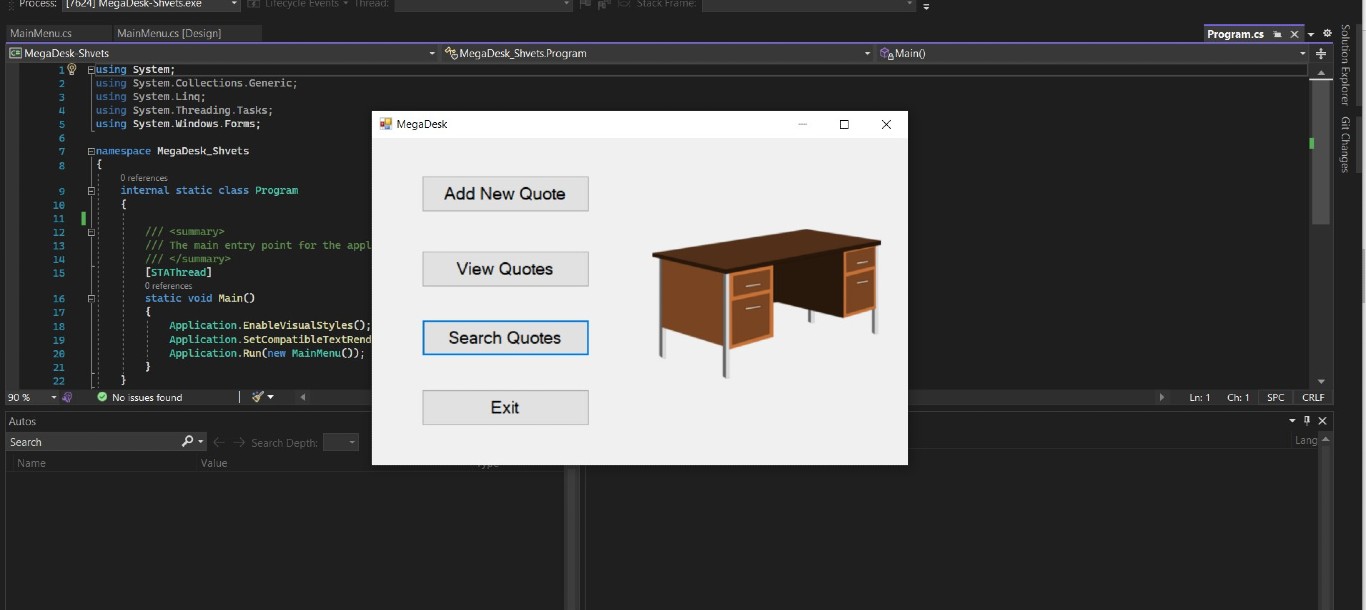 Process: [7624] MegaDesk-Shvets.exe Lifecycle Events Thread: Stack Frame:
MainMenu.cs MainMenu.cs [Design] Program.cs
MegaDesk-Shvets MegaDesk_Shvets.Program Main()
1 using System;
2 using System.Collections.Generic;
3 using System.Linq;
4 using System.Threading.Tasks;
5 using System.Windows.Forms;
6
7 namespace MegaDesk_Shvets
8 {
0 references
9 internal static class Program
10 {
11
12 /// <summary>
13 /// The main entry point for the appl
14 /// </summary>
15 [STAThread]
0 references
16 static void Main()
17 {
18 Application.EnableVisualStyles();
19 Application.SetCompatibleTextRend
20 Application.Run(new MainMenu());
21 }
22 }
MegaDesk
Add New Quote
View Quotes
Search Quotes
Exit
90 % No issues found Ln: 1 Ch: 1 SPC CRLF
Autos
Search Search Depth:
Name Value Type
Lang
Solution Explorer
Git Changes